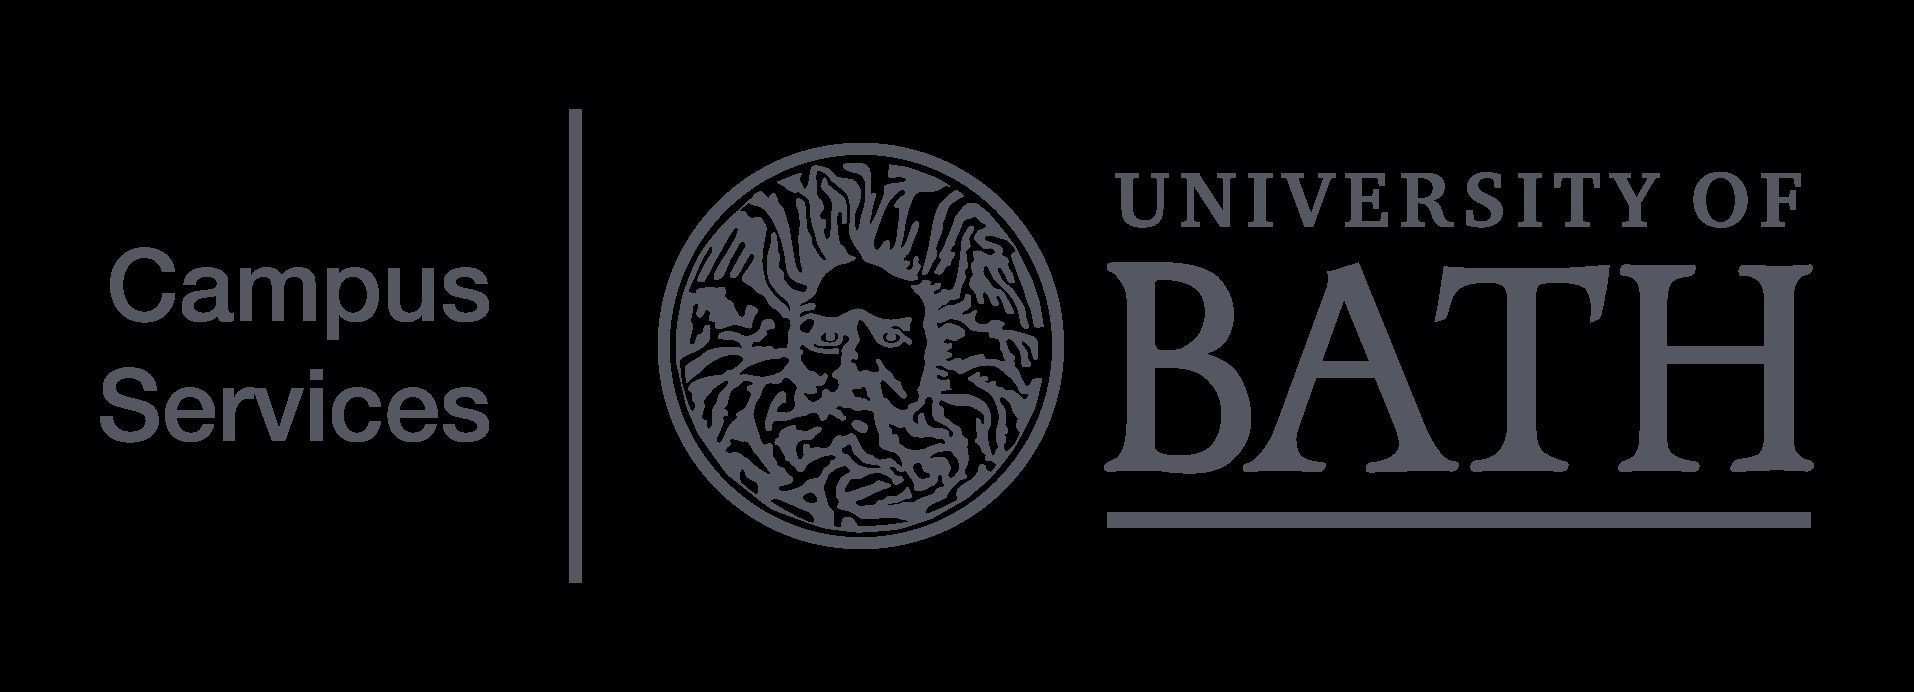 Campus
Services
UNIVERSITY OF
BATH